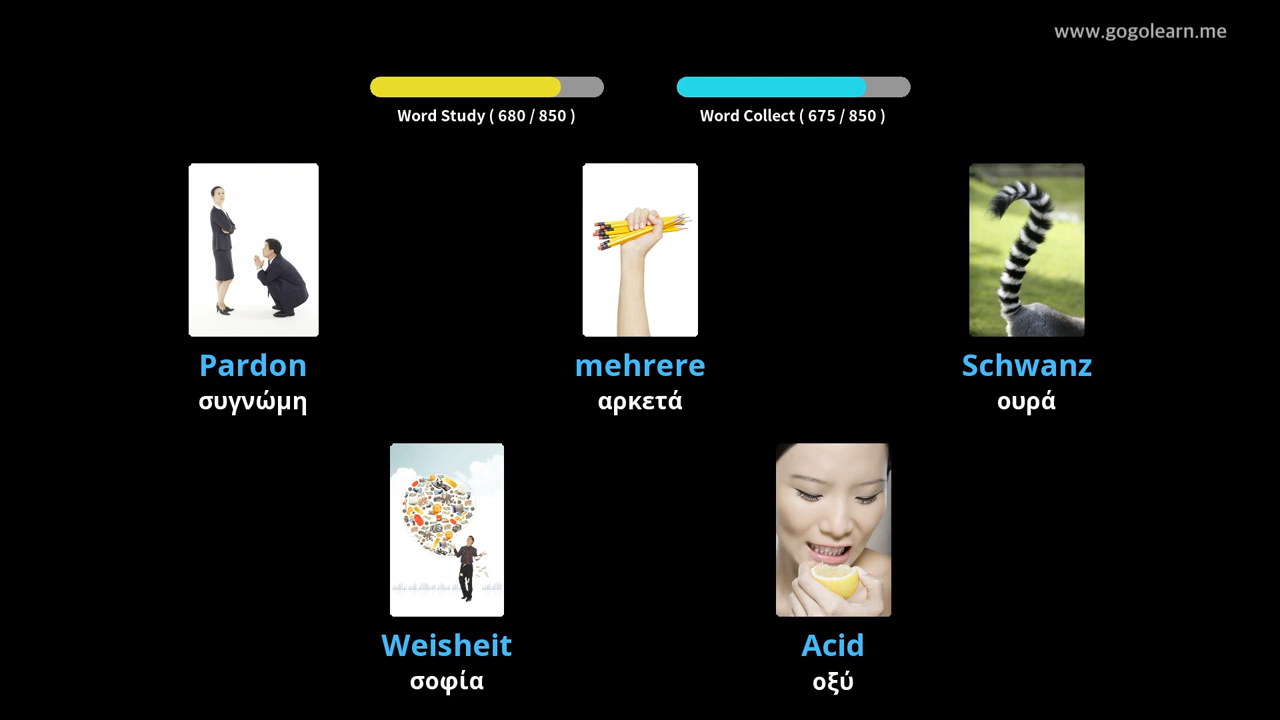 www.gogolearn.me
Word Study ( 680 / 850 )
Word Collect ( 675 / 850 )
Pardon
συγνώμη
mehrere
αρκετά
Schwanz
ουρά
Weisheit
σοφία
Acid
οξύ